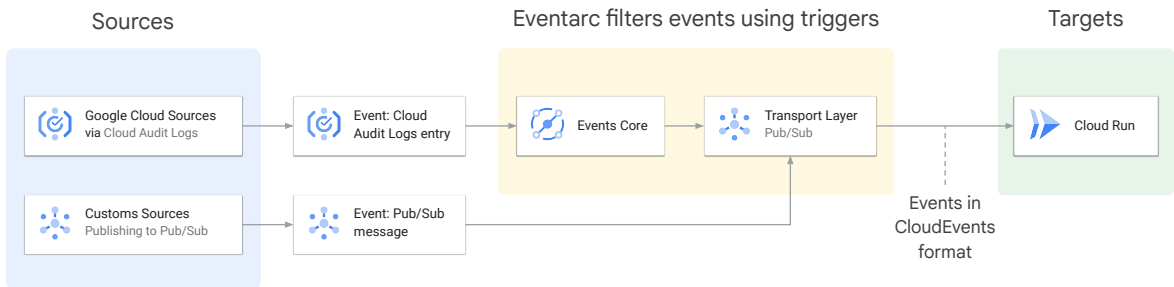 Sources
Eventarc filters events using triggers
Targets
Google Cloud Sources
via Cloud Audit Logs
Event: Cloud
Audit Logs entry
Events Core
Transport Layer
Pub/Sub
Cloud Run
Customs Sources
Publishing to Pub/Sub
Event: Pub/Sub
message
Events in
CloudEvents
format